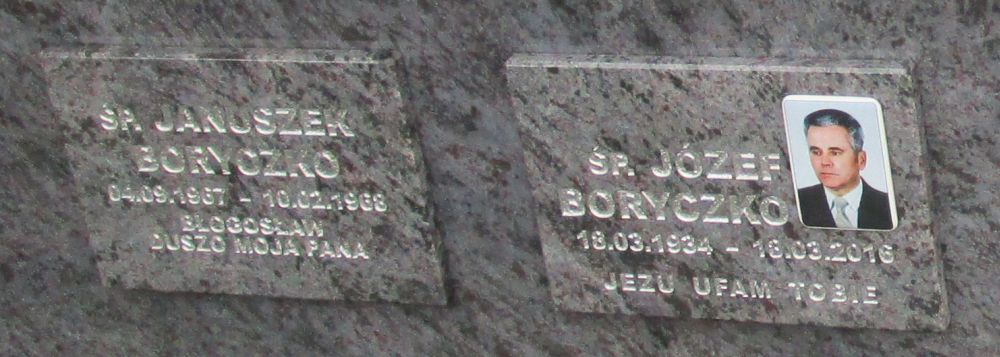 ŚP. JANUSZEK
BORYCZKO
04.09.1967 - 10.02.1968
BŁOGOSŁAW
DUSZO MOJA PANA
ŚP. JÓZEF
BORYCZKO
18.03.1934 - 13.03.2016
JEZU UFAM TOBIE